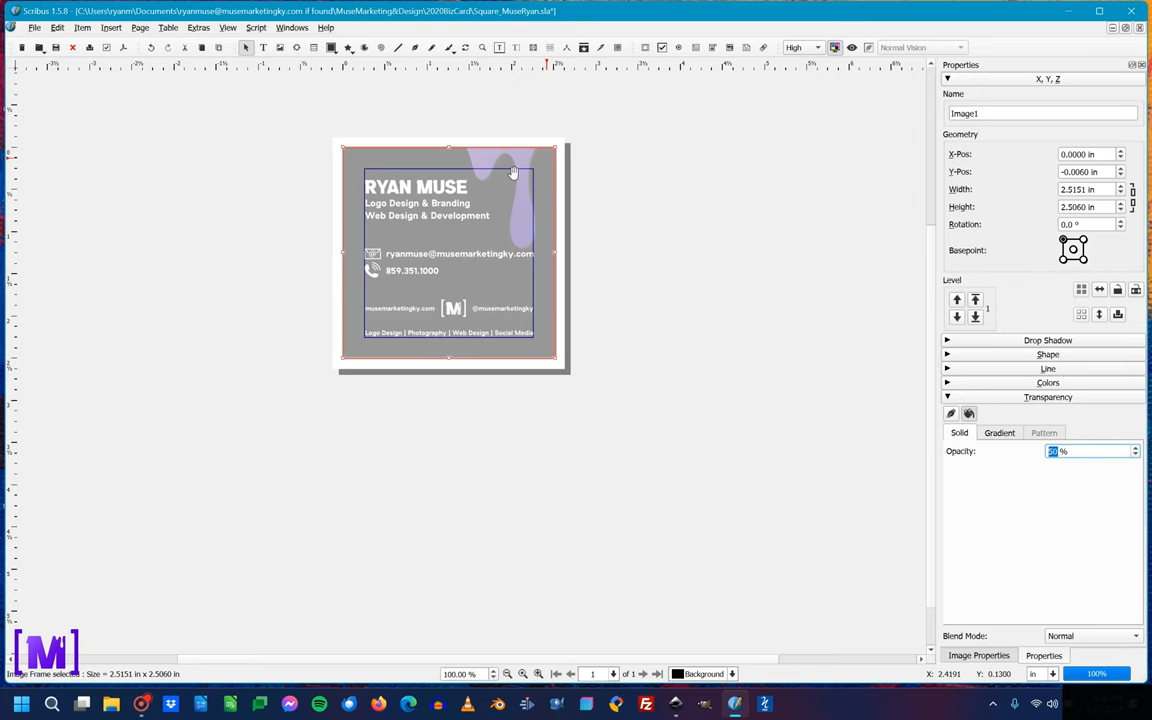 Scribus 1.5.8 - [C:\Users\ryanm\Documents\ryanmuse@musemarketingky.com if found\MuseMarketing&Design\2020BizCard\Square_MuseRyan.sla*]
File Edit Item Insert Page Table Extras View Script Windows Help
High
Normal Vision
RYAN MUSE
Logo Design & Branding
Web Design & Development
ryanmuse@musemarketingky.com
859.351.1000
musemarketingky.com [M] @musemarketingky
Logo Design | Photography | Web Design | Social Media
Properties
X, Y, Z
Name
Image1
Geometry
X-Pos: 0.0000 in
Y-Pos: -0.0060 in
Width: 2.5151 in
Height: 2.5060 in
Rotation: 0.0 °
Basepoint:
Level
1
Drop Shadow
Shape
Line
Colors
Transparency
Solid Gradient Pattern
Opacity: 50 %
Blend Mode: Normal
Image Properties Properties
[M]
Image Frame selected : Size = 2.5151 in x 2.5060 in
100.00 %
1 of 1
Background
X: 2.4191 Y: 0.1300 in
100%